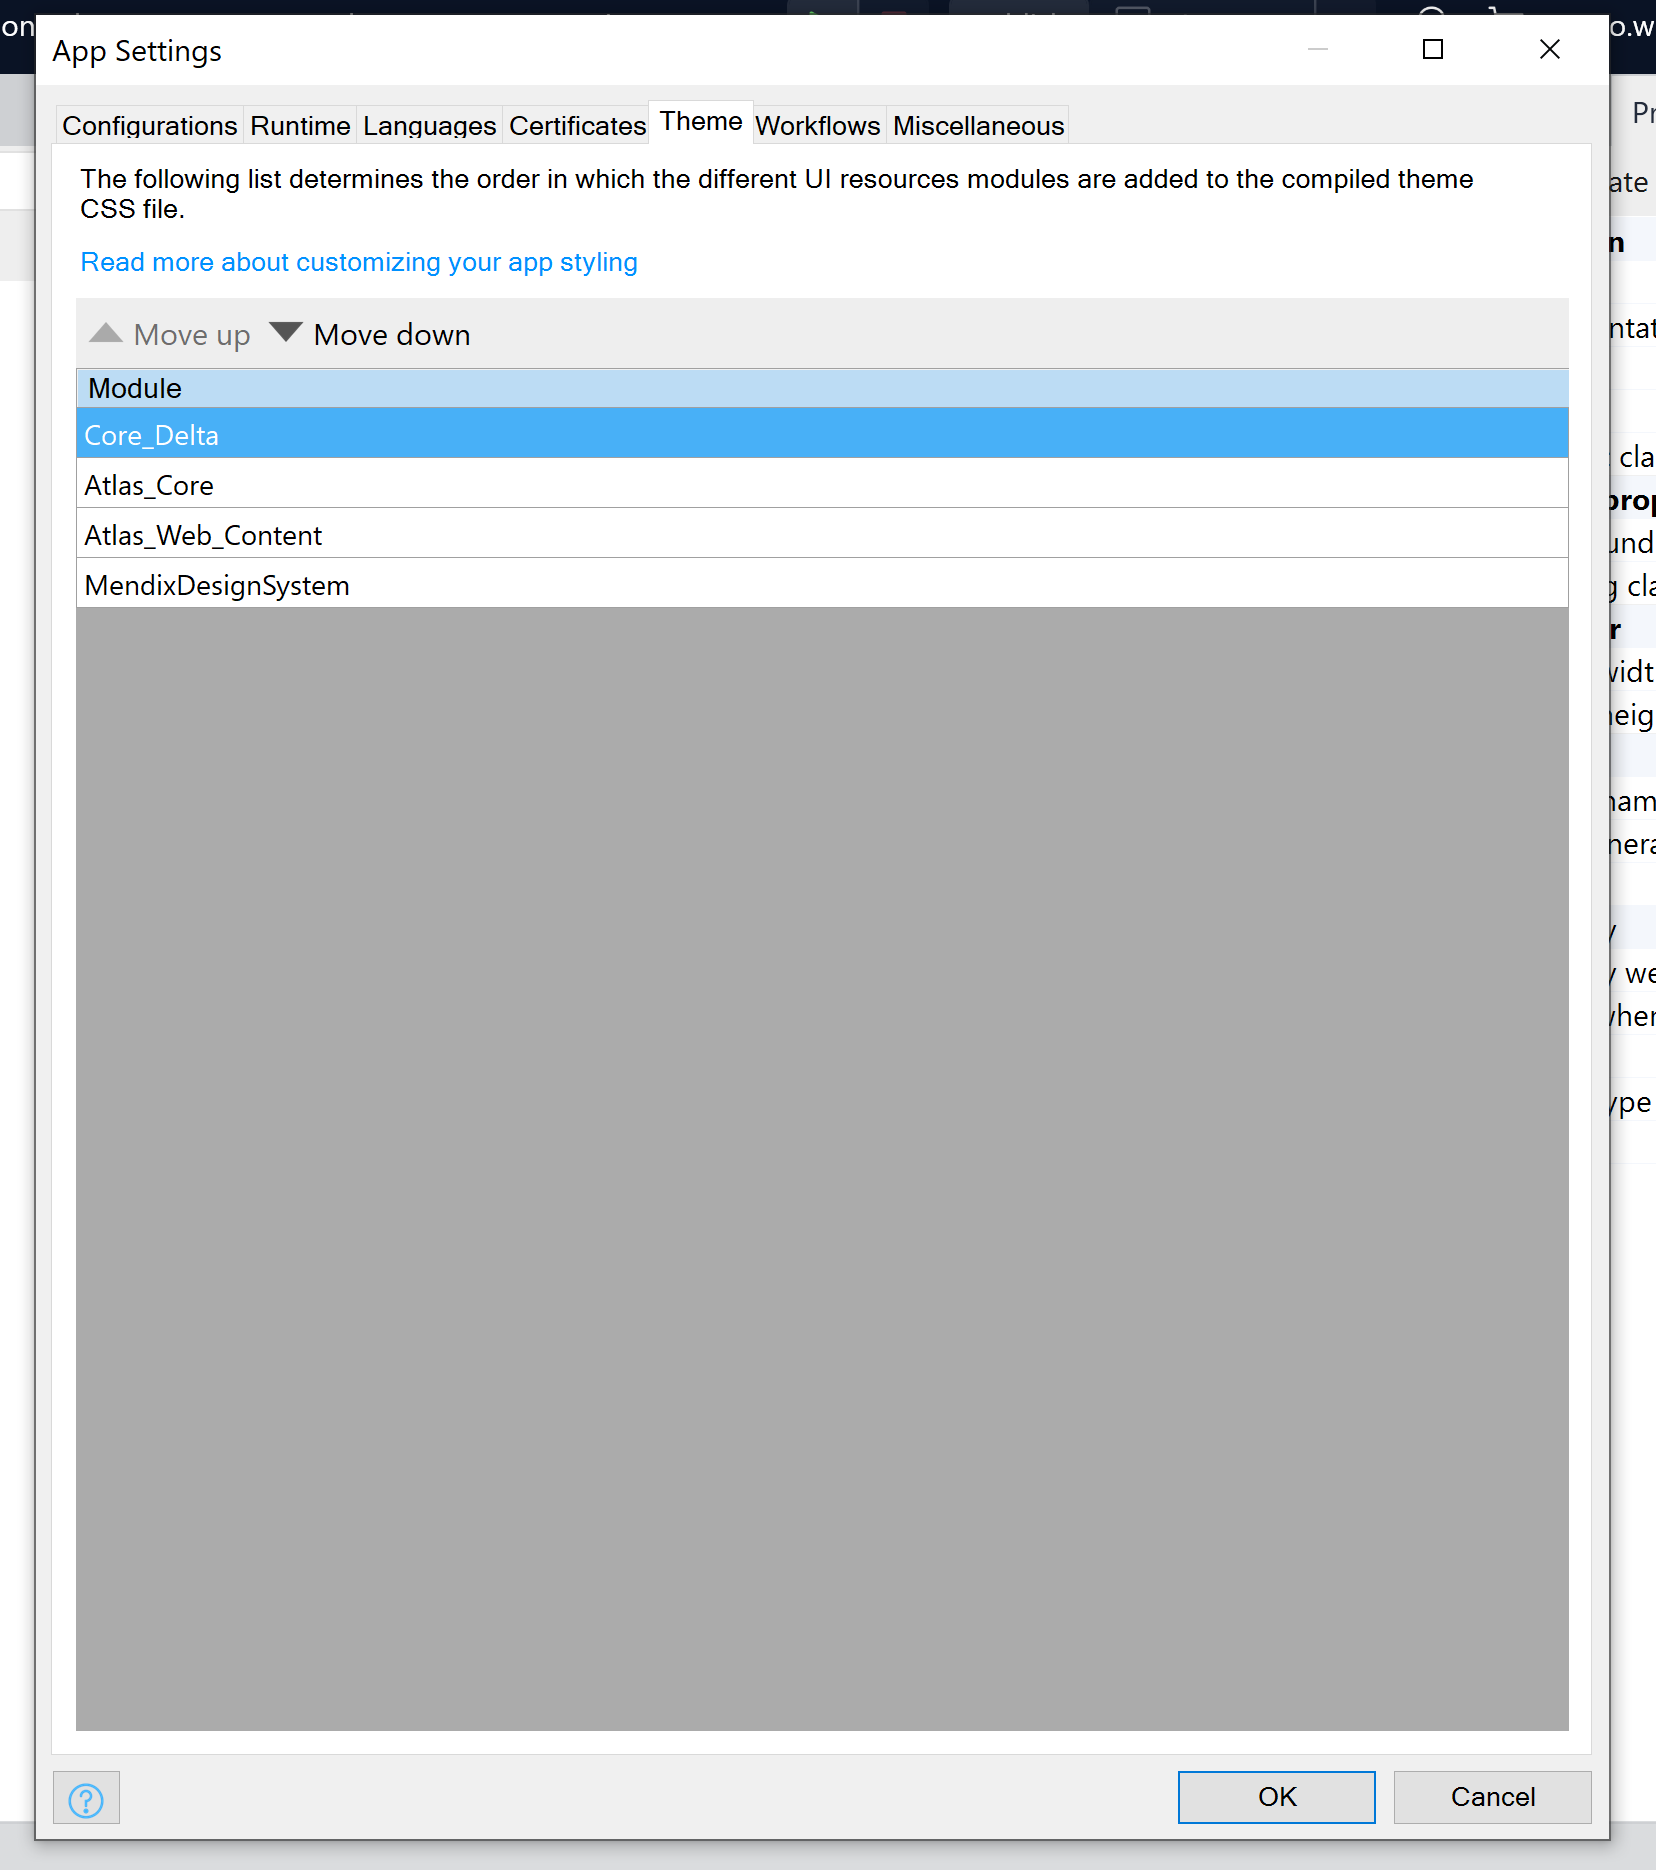 App Settings
Configurations Runtime Languages Certificates Theme Workflows Miscellaneous
The following list determines the order in which the different UI resources modules are added to the compiled theme
CSS file.
Read more about customizing your app styling
Move up Move down
Module
Core_Delta
Atlas_Core
Atlas_Web_Content
MendixDesignSystem
OK Cancel